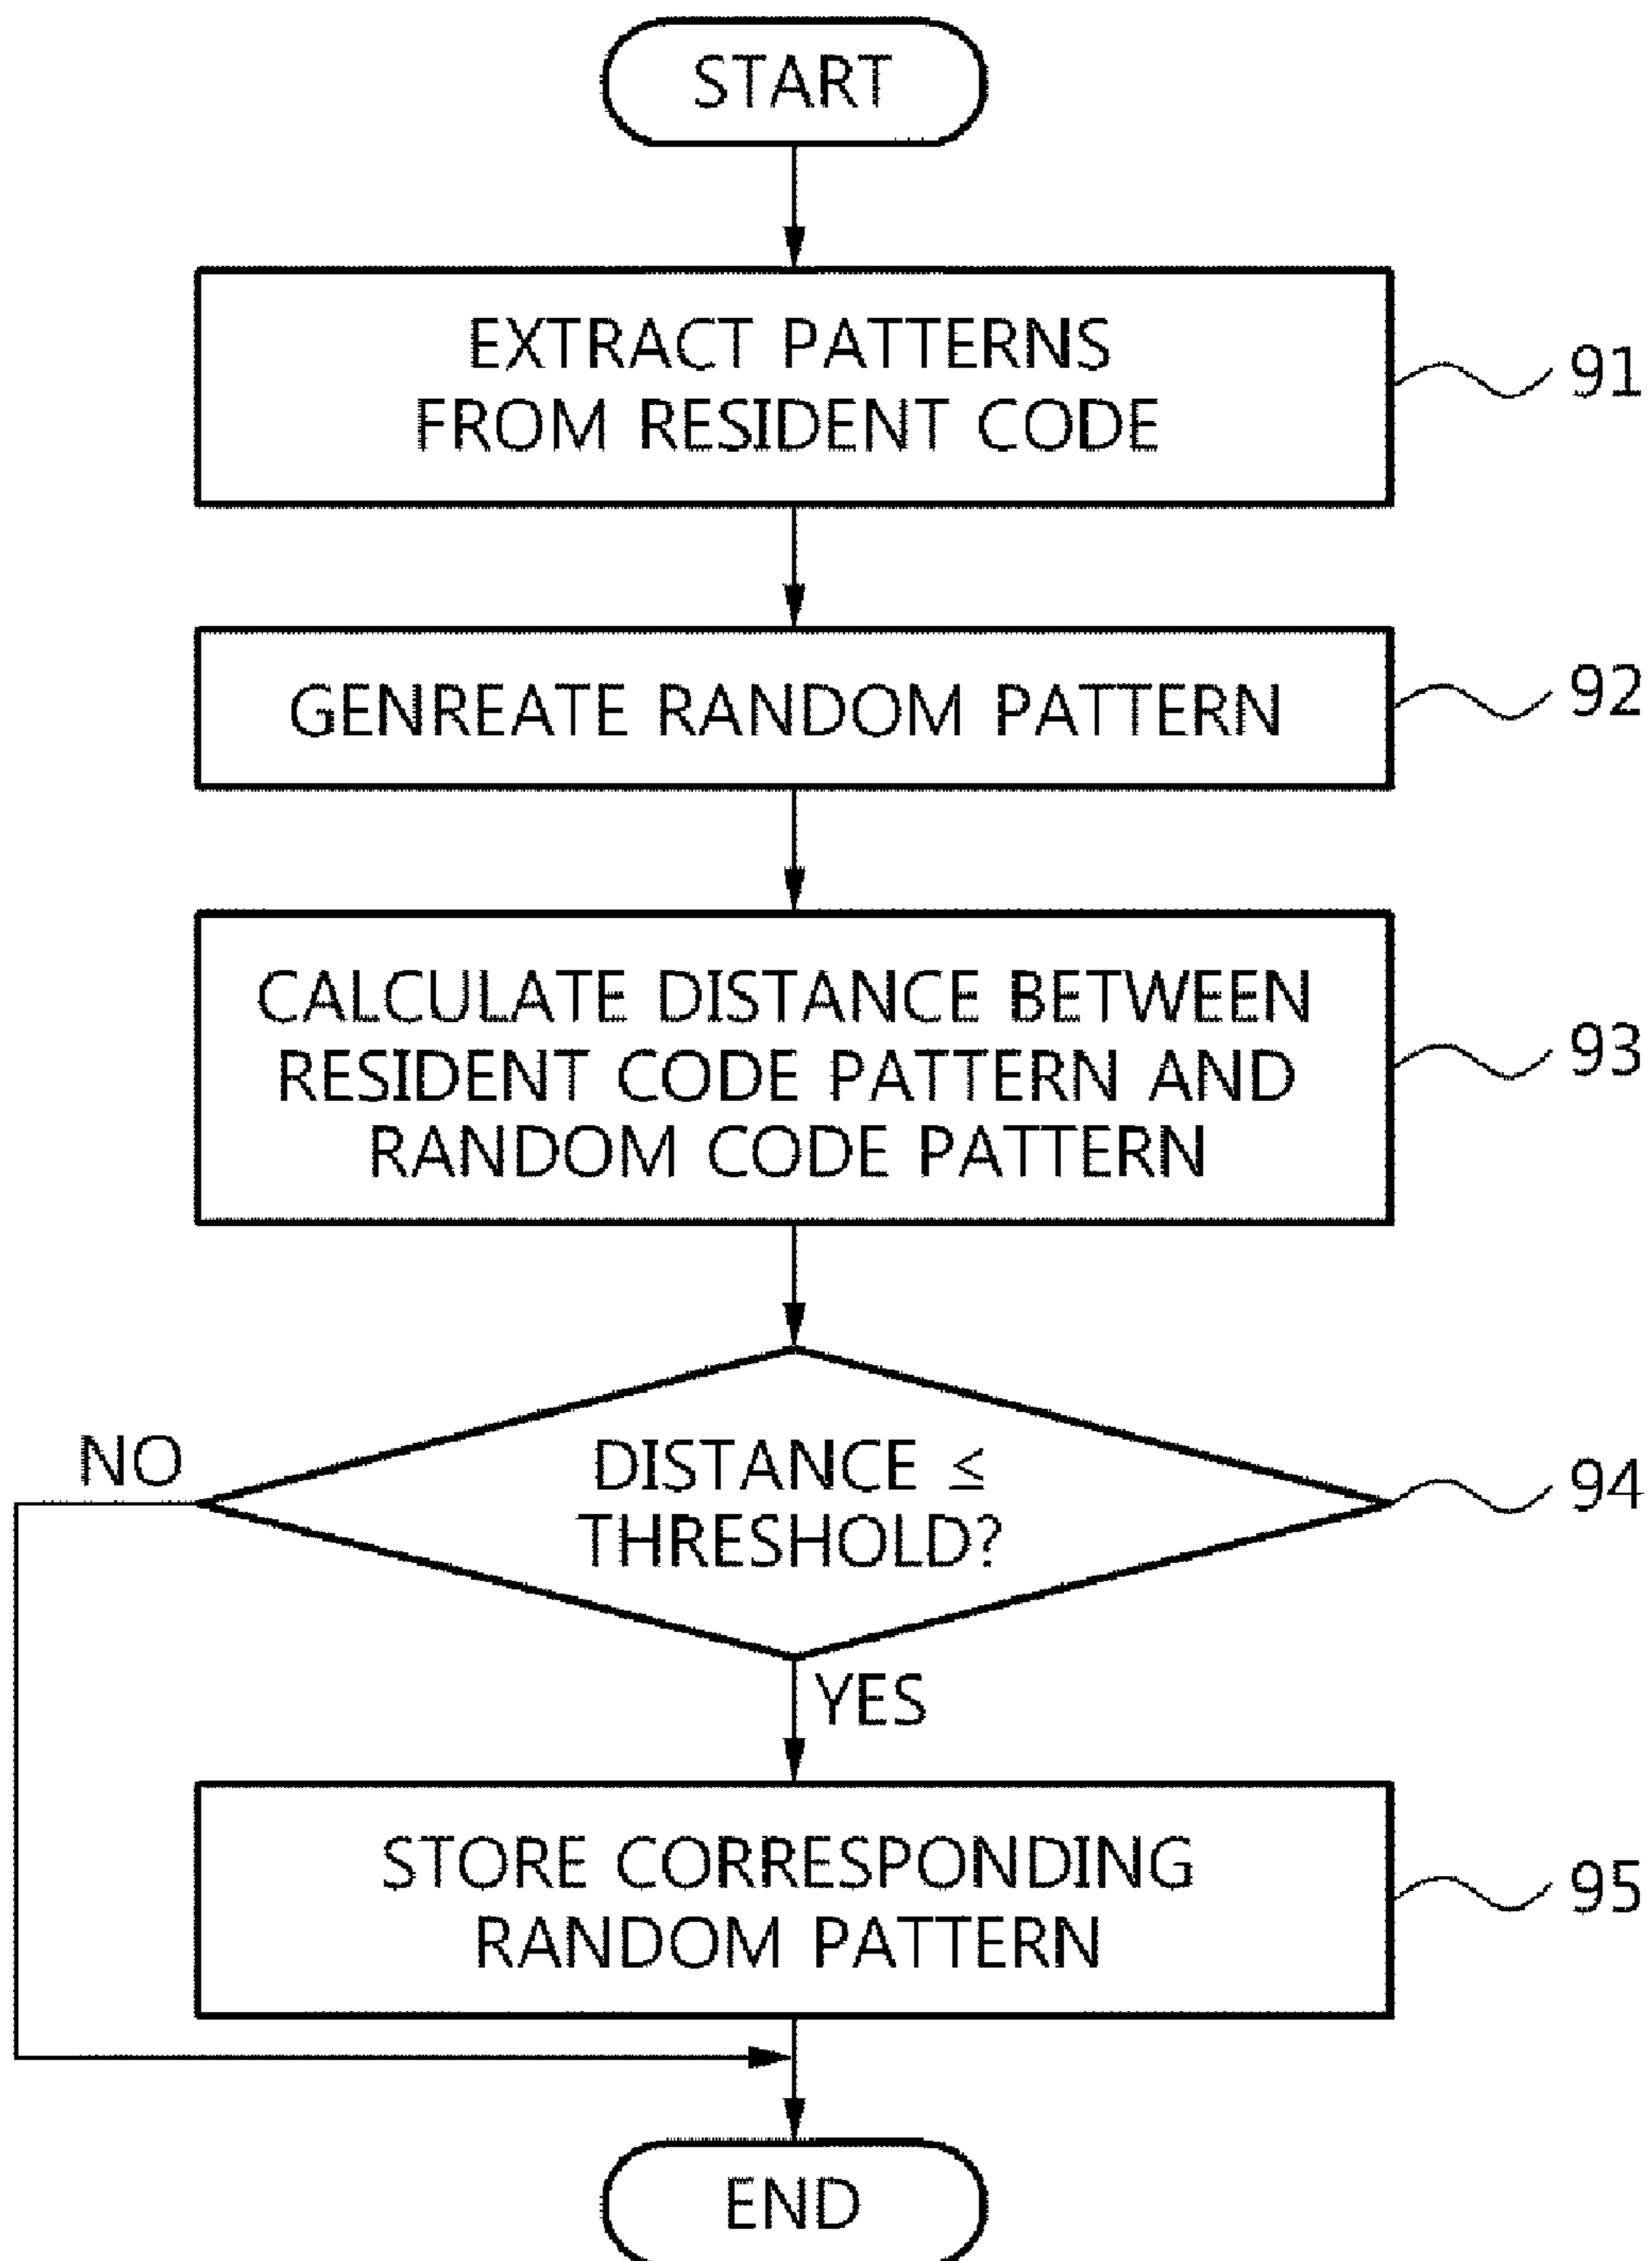 START
EXTRACT PATTERNS
FROM RESIDENT CODE
91
GENREATE RANDOM PATTERN
92
CALCULATE DISTANCE BETWEEN
RESIDENT CODE PATTERN AND
RANDOM CODE PATTERN
93
NO
DISTANCE ≤
THRESHOLD?
94
YES
STORE CORRESPONDING
RANDOM PATTERN
95
END